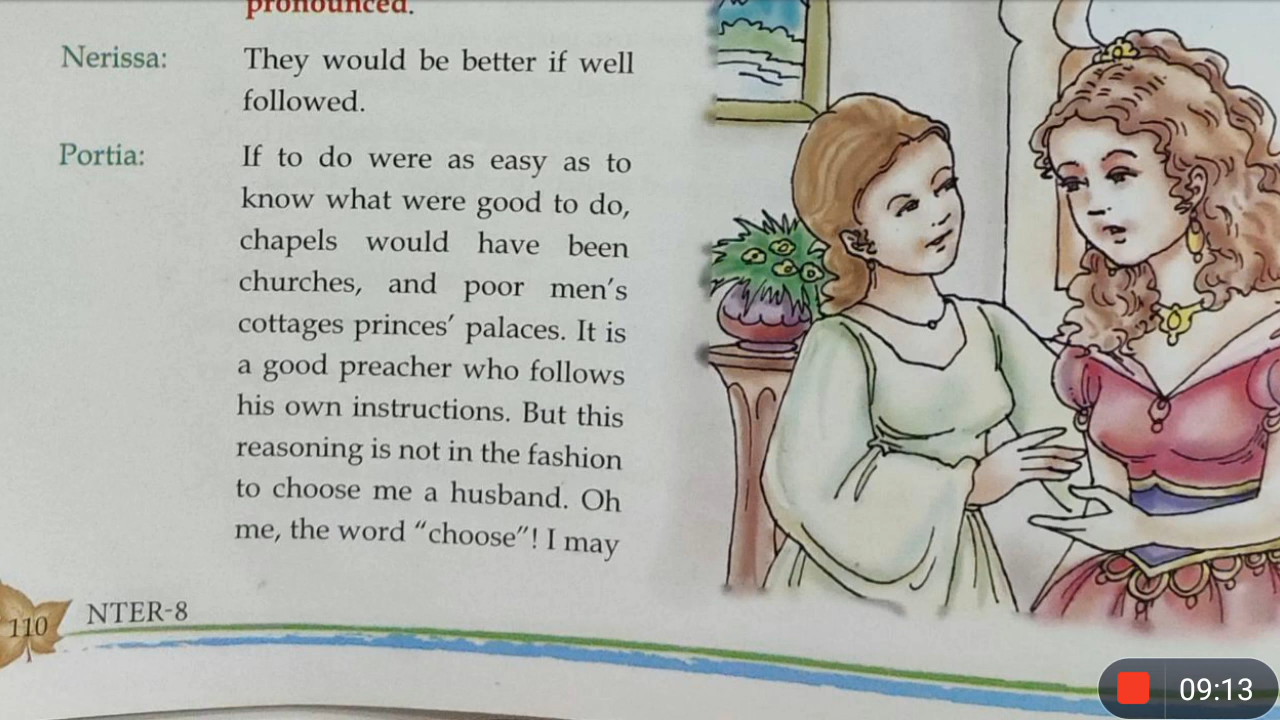 pronounced.
Nerissa: They would be better if well
followed.
Portia: If to do were as easy as to
know what were good to do,
chapels would have been
churches, and poor men's
cottages princes' palaces. It is
a good preacher who follows
his own instructions. But this
reasoning is not in the fashion
to choose me a husband. Oh
me, the word “choose”! I may
110 NTER-8
09:13